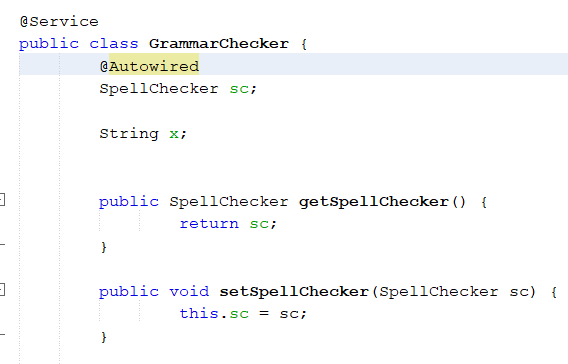 @Service
public class GrammarChecker {
@Autowired
SpellChecker sc;
String x;
public SpellChecker getSpellChecker() {
return sc;
}
public void setSpellChecker(SpellChecker sc) {
this.sc = sc;
}